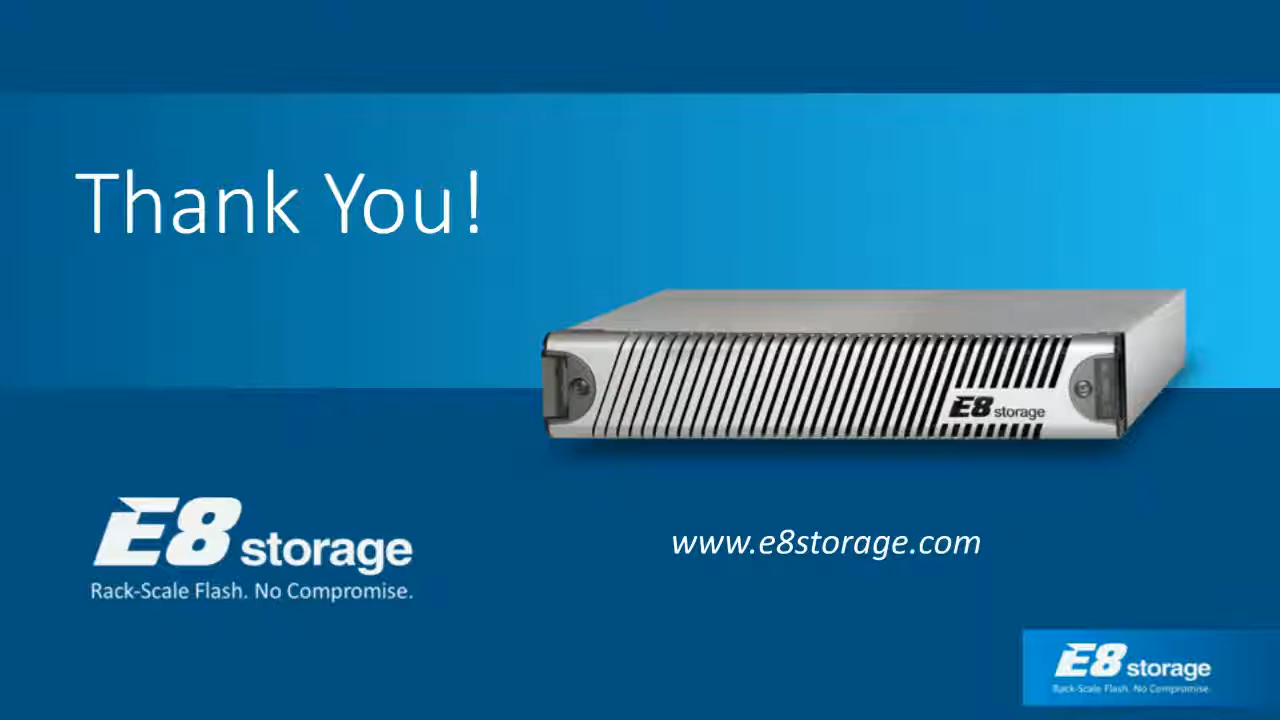 Thank You!
E8 storage
E8 storage
Rack-Scale Flash. No Compromise.
www.e8storage.com
E8 storage
Rack-Scale Flash. No Compromise.